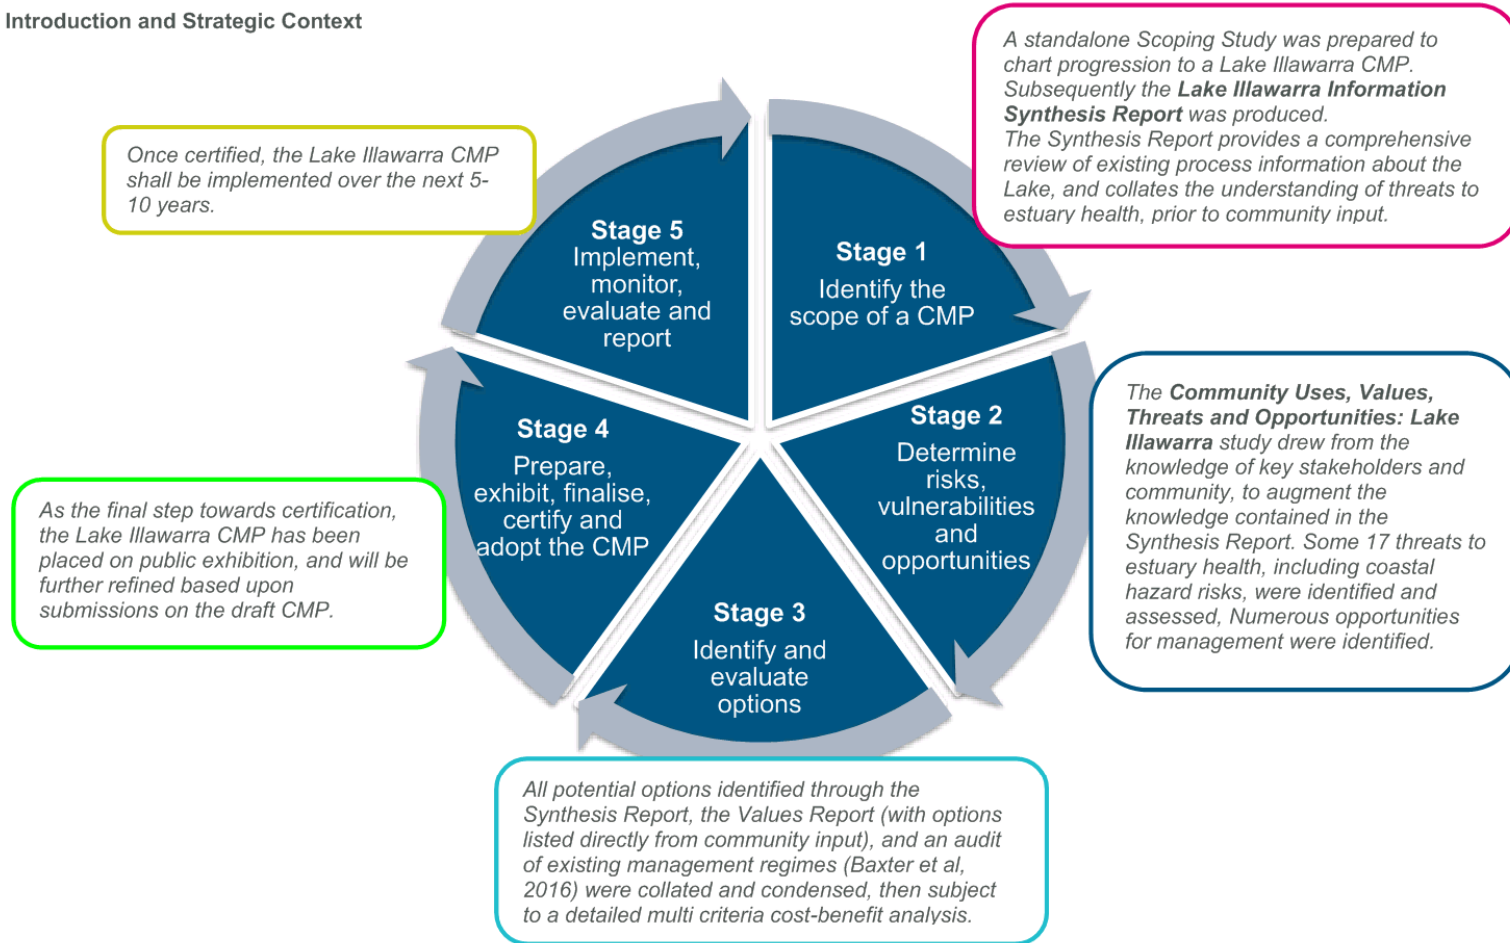 Introduction and Strategic Context
A standalone Scoping Study was prepared to
chart progression to a Lake Illawarra CMP.
Subsequently the Lake Illawarra Information
Synthesis Report was produced.
The Synthesis Report provides a comprehensive
review of existing process information about the
Lake, and collates the understanding of threats to
estuary health, prior to community input.
Once certified, the Lake Illawarra CMP
shall be implemented over the next 5-
10 years.
Stage 5
Implement,
monitor,
evaluate and
report
Stage 1
Identify the
scope of a CMP
Stage 2
Determine
risks,
vulnerabilities
and
opportunities
The Community Uses, Values,
Threats and Opportunities: Lake
Illawarra study drew from the
knowledge of key stakeholders and
community, to augment the
knowledge contained in the
Synthesis Report. Some 17 threats to
estuary health, including coastal
hazard risks, were identified and
assessed, Numerous opportunities
for management were identified.
Stage 4
Prepare,
exhibit, finalise,
certify and
adopt the CMP
As the final step towards certification,
the Lake Illawarra CMP has been
placed on public exhibition, and will be
further refined based upon
submissions on the draft CMP.
Stage 3
Identify and
evaluate
options
All potential options identified through the
Synthesis Report, the Values Report (with options
listed directly from community input), and an audit
of existing management regimes (Baxter et al,
2016) were collated and condensed, then subject
to a detailed multi criteria cost-benefit analysis.